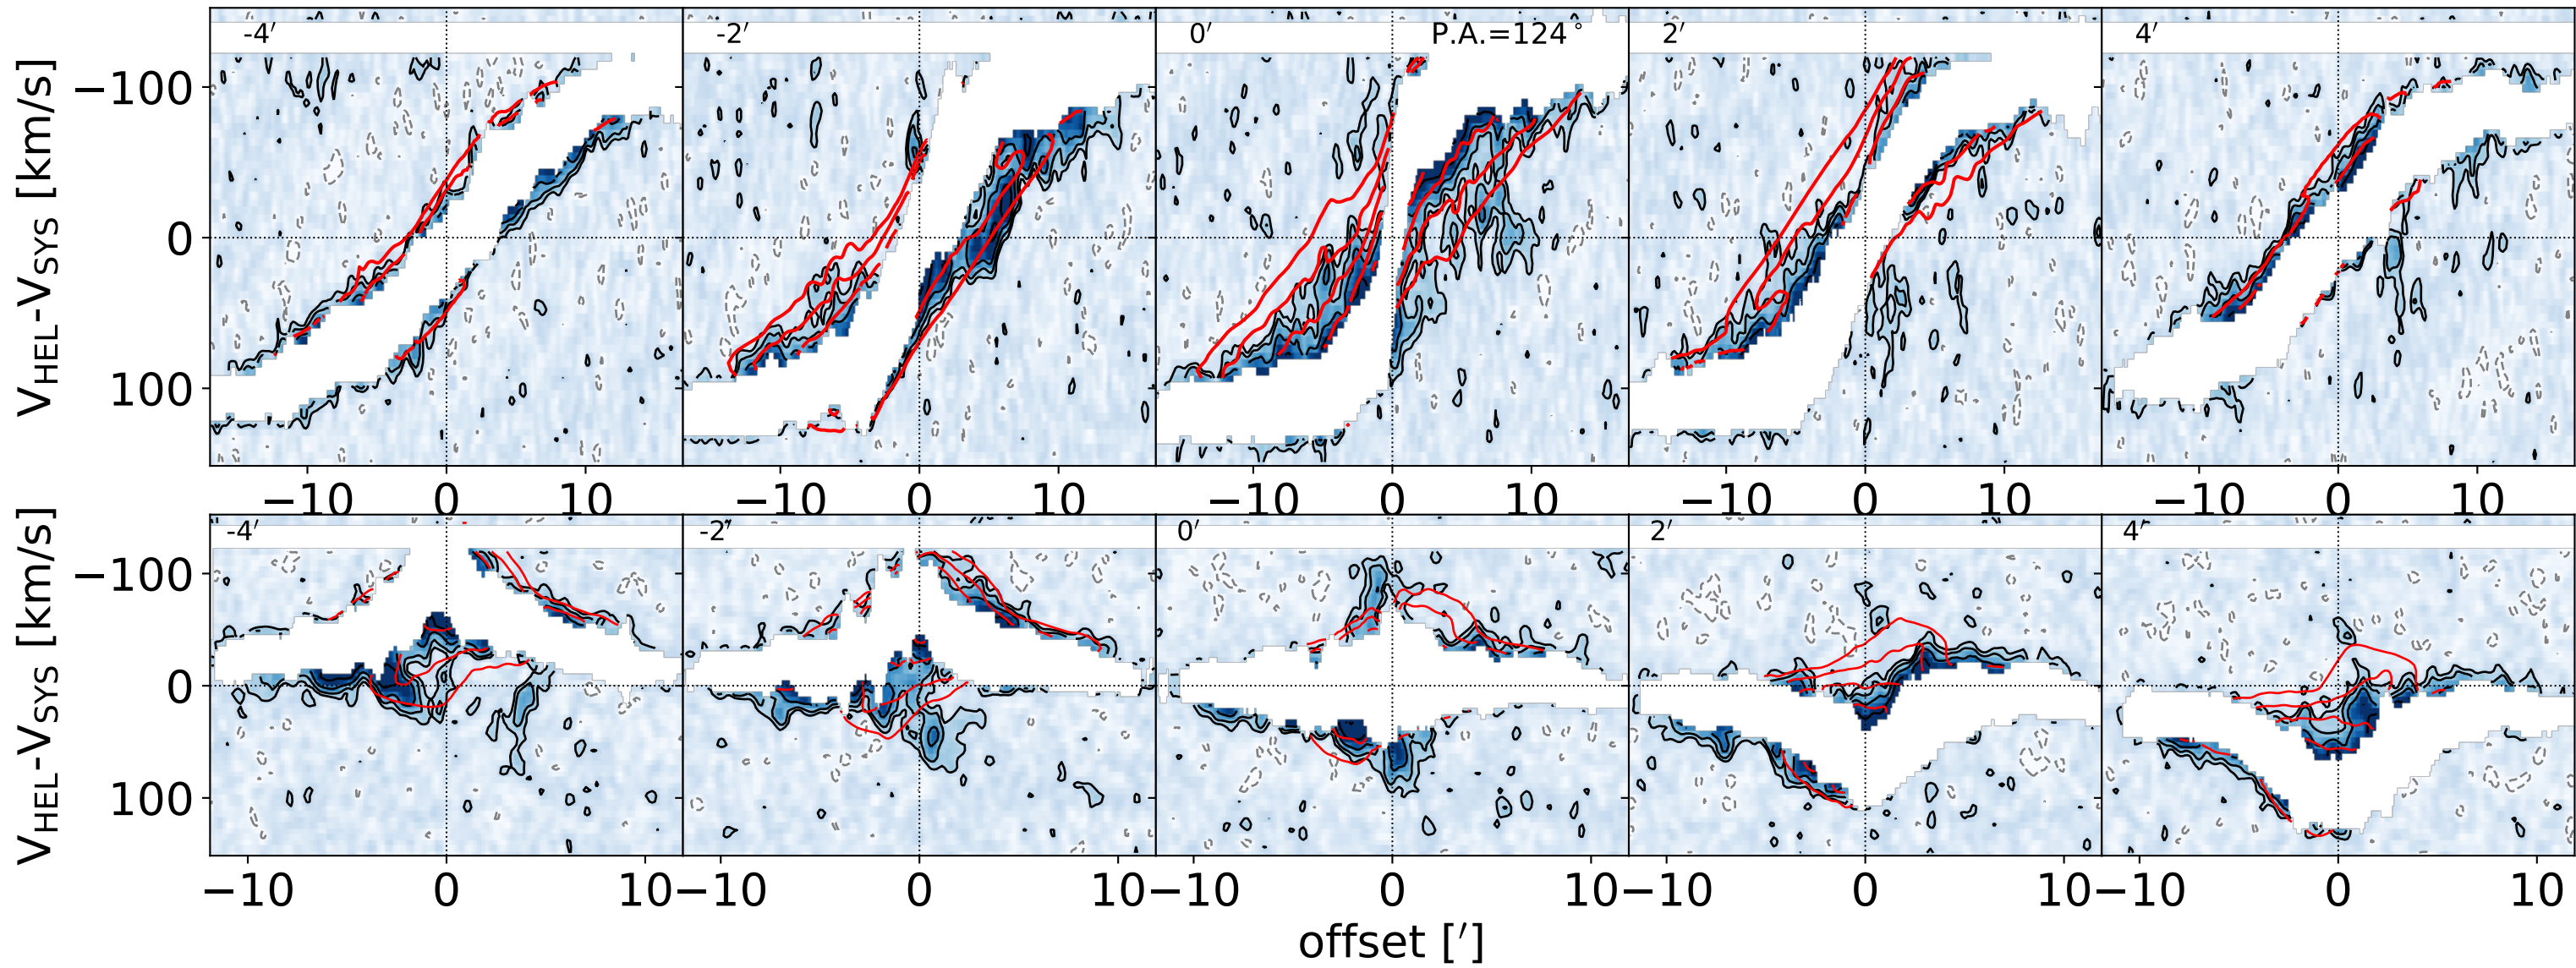 -4′ -2′ 0′ P.A.=124° 2′ 4′
V_HEL-V_SYS [km/s]
−100
0
100
−10 0 10 −10 0 10 −10 0 10 −10 0 10 −10 0 10
-4′ -2′ 0′ 2′ 4′
V_HEL-V_SYS [km/s]
−100
0
100
−10 0 10 −10 0 10 −10 0 10 −10 0 10 −10 0 10
offset [′]